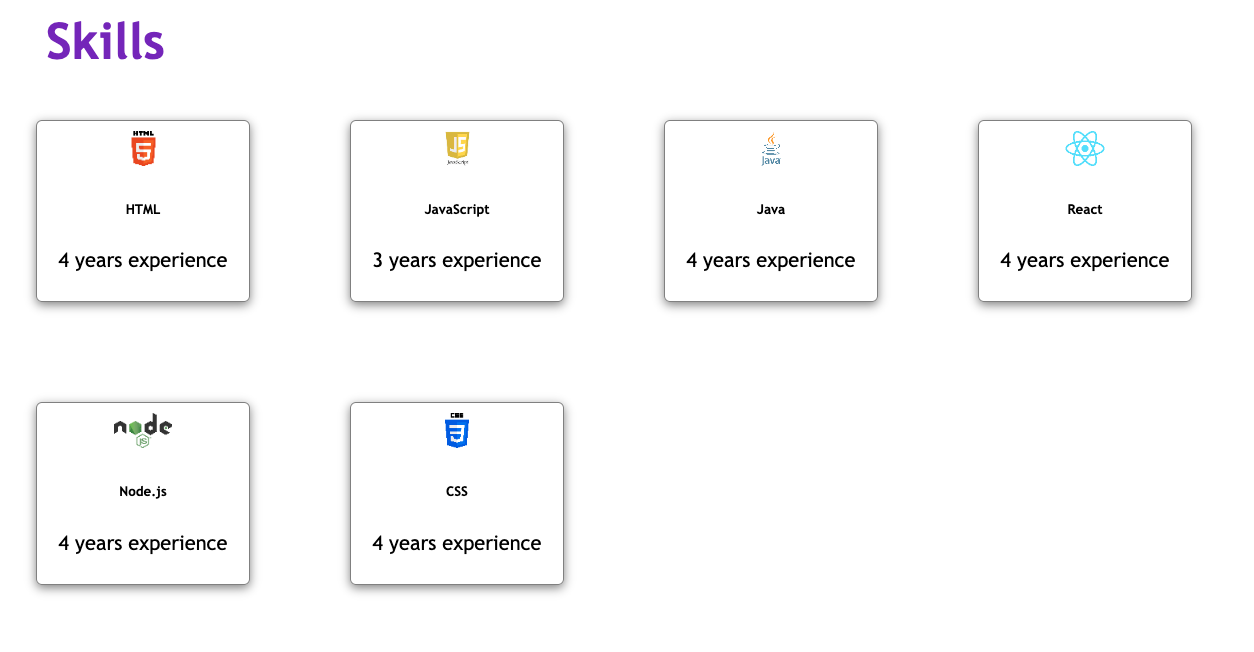 Skills
HTML
5
HTML
4 years experience
JS
JavaScript
JavaScript
3 years experience
Java
Java
4 years experience
React
4 years experience
node
JS
Node.js
4 years experience
CSS
3
CSS
4 years experience